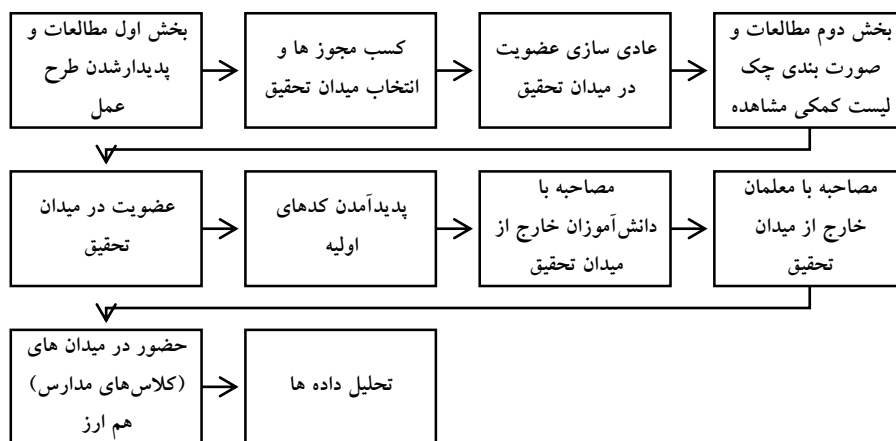 بخش اول مطالعات و
پدیدارشدن طرح
عمل
کسب مجوز ها و
انتخاب میدان تحقیق
عادی سازی عضویت
در میدان تحقیق
بخش دوم مطالعات و
صورت بندی چک
لیست کمکی مشاهده
عضویت در میدان
تحقیق
پدیدآمدن کدهای
اولیه
مصاحبه با
دانش‌آموزان خارج از
میدان تحقیق
مصاحبه با معلمان
خارج از میدان
تحقیق
حضور در میدان های
(کلاس‌های مدارس)
هم ارز
تحلیل داده ها